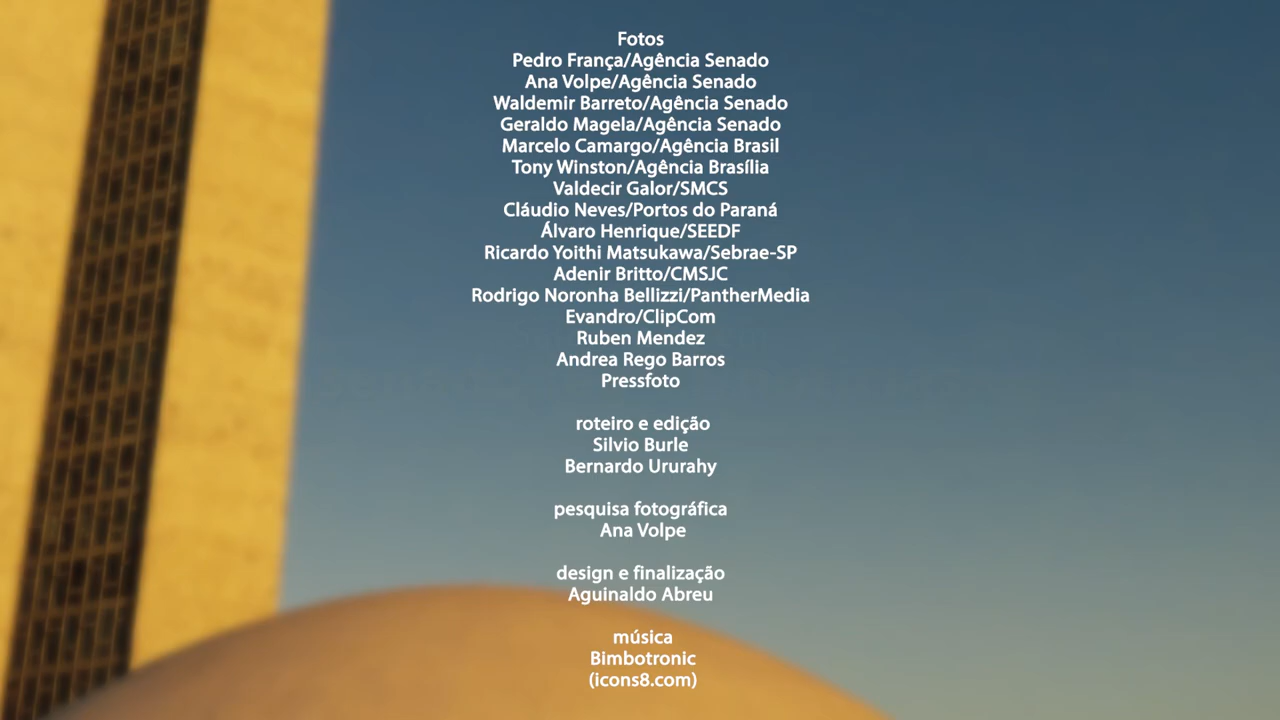 Fotos
Pedro França/Agência Senado
Ana Volpe/Agência Senado
Waldemir Barreto/Agência Senado
Geraldo Magela/Agência Senado
Marcelo Camargo/Agência Brasil
Tony Winston/Agência Brasília
Valdecir Galor/SMCS
Cláudio Neves/Portos do Paraná
Álvaro Henrique/SEEDF
Ricardo Yoithi Matsukawa/Sebrae-SP
Adenir Britto/CMSJC
Rodrigo Noronha Bellizzi/PantherMedia
Evandro/ClipCom
Ruben Mendez
Andrea Rego Barros
Pressfoto
roteiro e edição
Silvio Burle
Bernardo Ururahy
pesquisa fotográfica
Ana Volpe
design e finalização
Aguinaldo Abreu
música
Bimbotronic
(icons8.com)